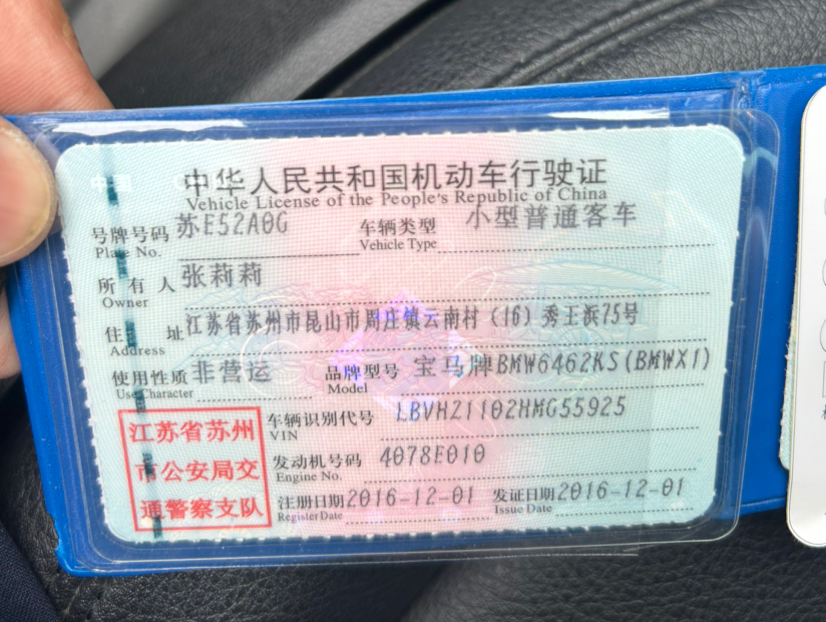 中华人民共和国机动车行驶证
Vehicle License of the People's Republic of China
号牌号码 苏E52A0G 车辆类型 小型普通客车
Plate No. Vehicle Type
所有人 张莉莉
Owner
住址 江苏省苏州市昆山市周庄镇云南村(16)秀王浜75号
Address
使用性质 非营运 品牌型号 宝马牌BMW6462KS(BMWX1)
Use Character Model
江苏省苏州
市公安局交
通警察支队
车辆识别代号 LBVHZ1102HMG55925
VIN
发动机号码 4078E010
Engine No.
注册日期 2016-12-01 发证日期 2016-12-01
Register Date Issue Date